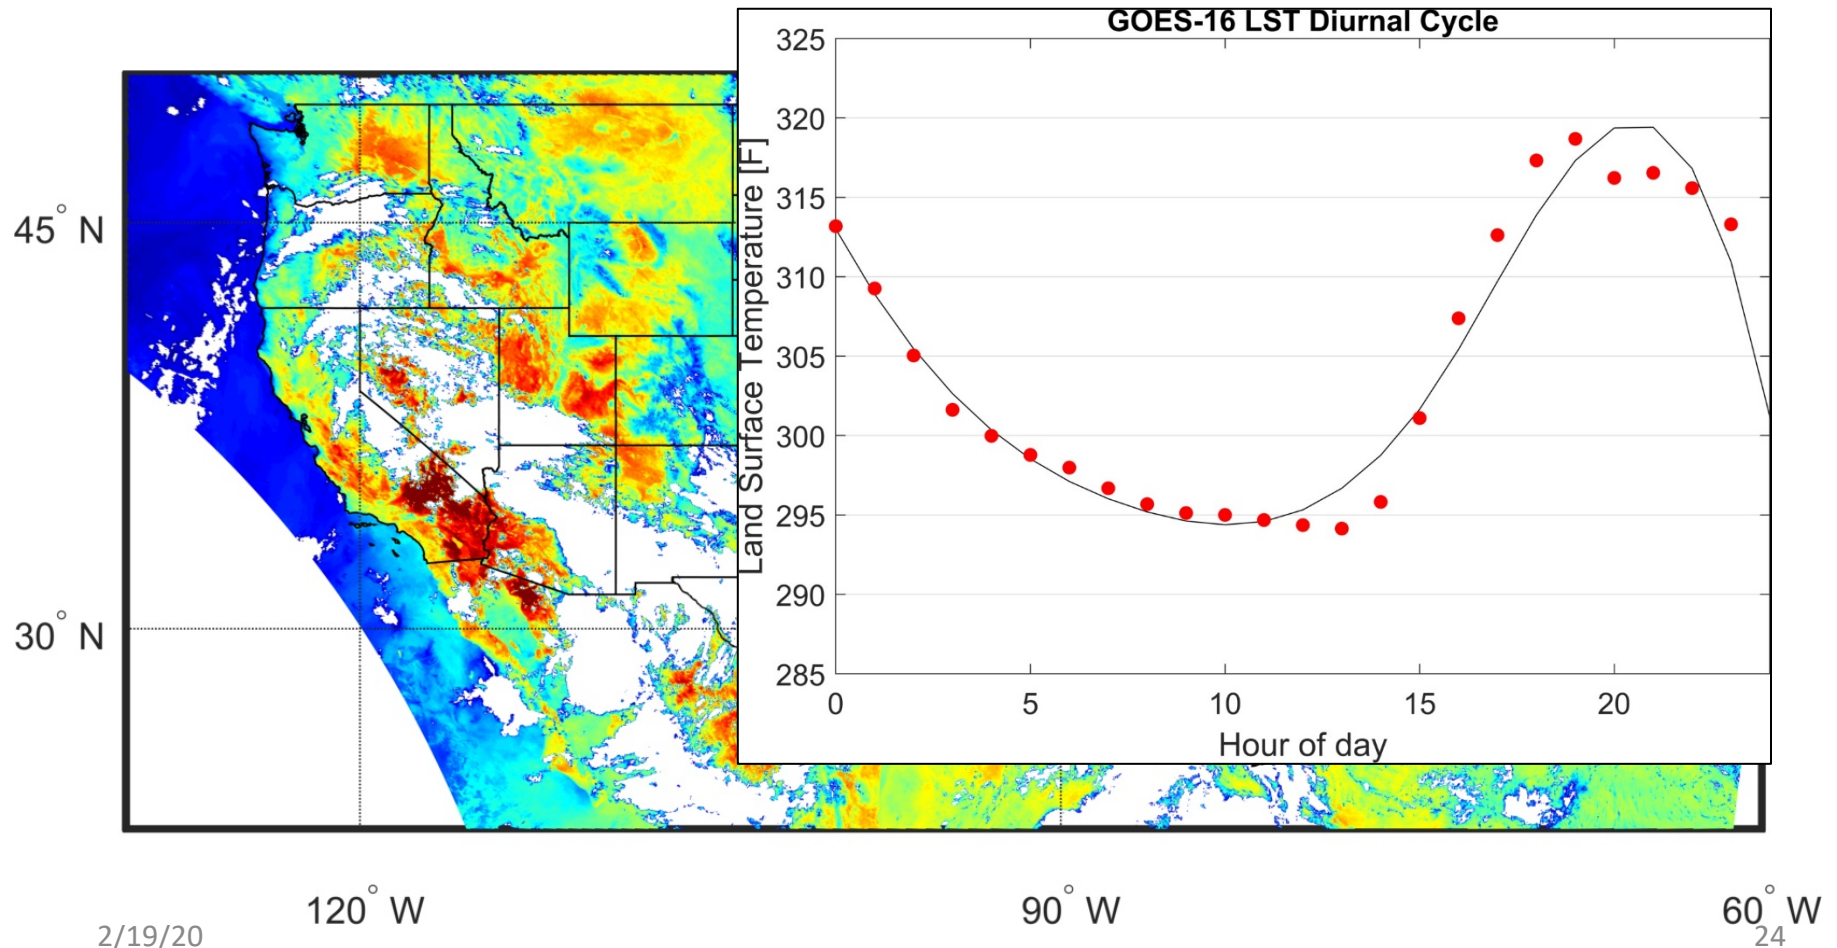 GOES-16 LST Diurnal Cycle
325
320
315
310
305
300
295
290
285
Land Surface Temperature [F]
0 5 10 15 20
Hour of day
45° N
30° N
120° W 90° W 60° W
2/19/20 24